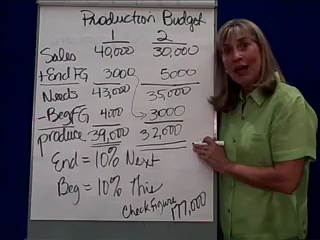 Production Budget
1 2
Sales 40,000 30,000
+End FG 3000 5000
Needs 43,000 35,000
-Beg FG 4000 3000
produce 39,000 32,000
End = 10% Next
Beg = 10% This
Check Figure 177,000